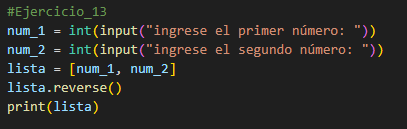 #Ejercicio_13
num_1 = int(input("ingrese el primer número: "))
num_2 = int(input("ingrese el segundo número: "))
lista = [num_1, num_2]
lista.reverse()
print(lista)